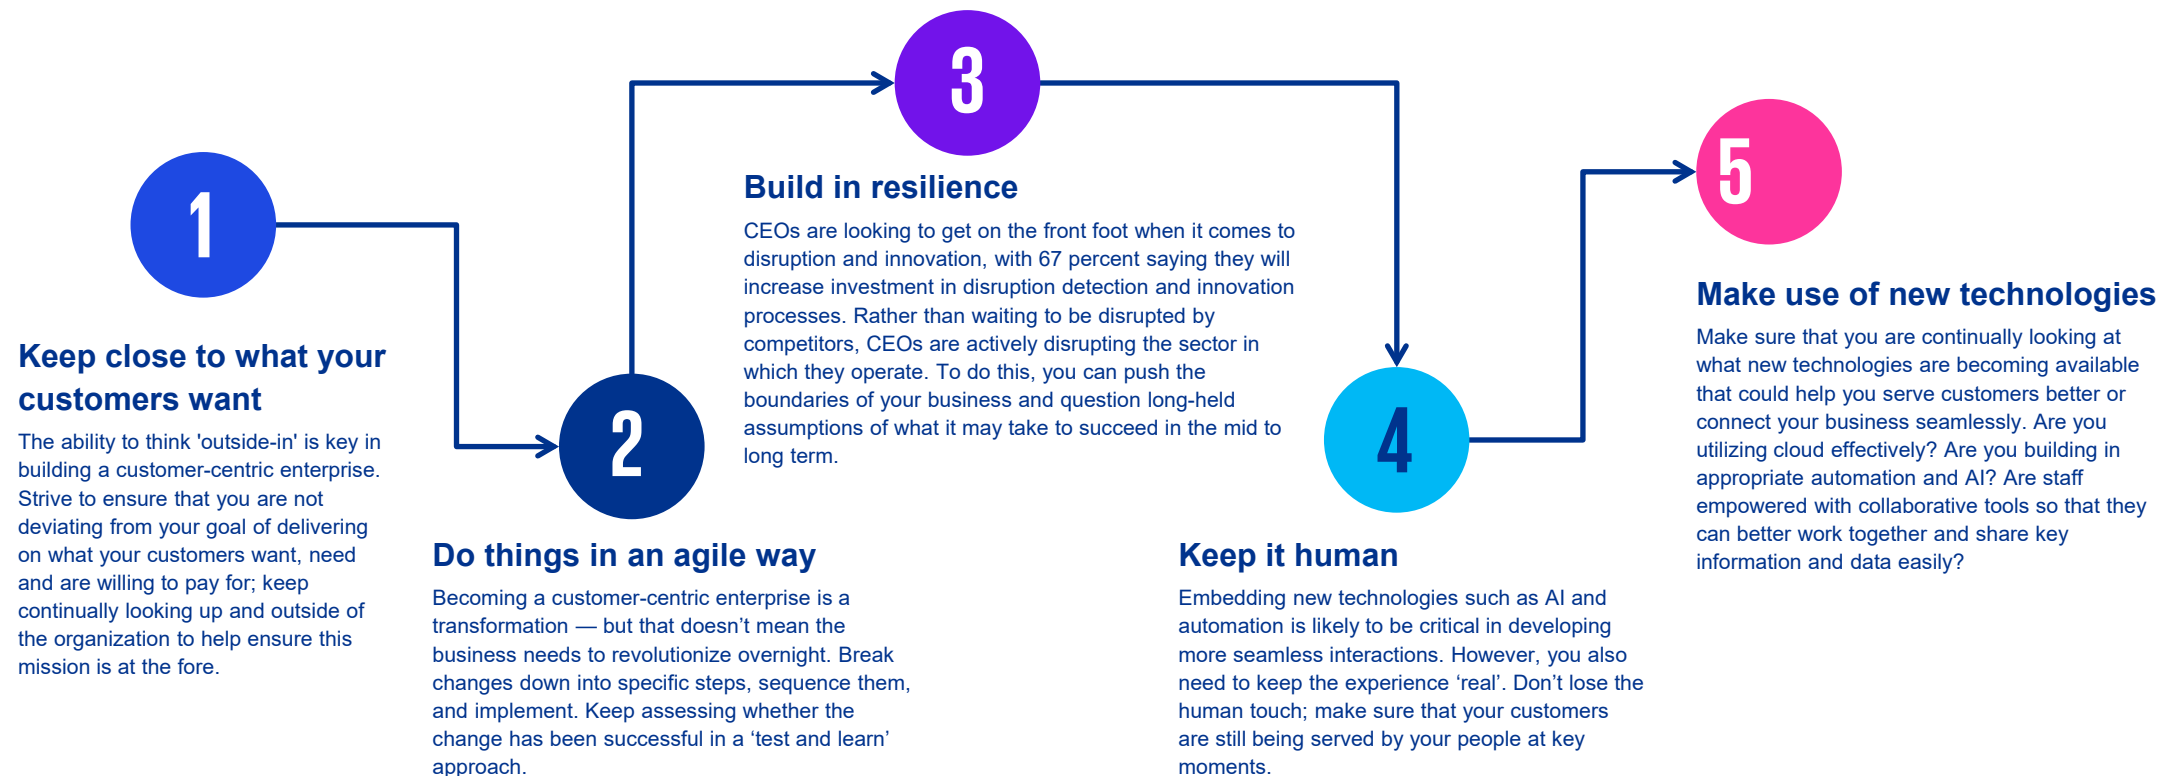 1
Keep close to what your
customers want
The ability to think 'outside-in' is key in
building a customer-centric enterprise.
Strive to ensure that you are not
deviating from your goal of delivering
on what your customers want, need
and are willing to pay for; keep
continually looking up and outside of
the organization to help ensure this
mission is at the fore.
2
Do things in an agile way
Becoming a customer-centric enterprise is a
transformation — but that doesn’t mean the
business needs to revolutionize overnight. Break
changes down into specific steps, sequence them,
and implement. Keep assessing whether the
change has been successful in a ‘test and learn’
approach.
3
Build in resilience
CEOs are looking to get on the front foot when it comes to
disruption and innovation, with 67 percent saying they will
increase investment in disruption detection and innovation
processes. Rather than waiting to be disrupted by
competitors, CEOs are actively disrupting the sector in
which they operate. To do this, you can push the
boundaries of your business and question long-held
assumptions of what it may take to succeed in the mid to
long term.
4
Keep it human
Embedding new technologies such as AI and
automation is likely to be critical in developing
more seamless interactions. However, you also
need to keep the experience ‘real’. Don’t lose the
human touch; make sure that your customers
are still being served by your people at key
moments.
5
Make use of new technologies
Make sure that you are continually looking at
what new technologies are becoming available
that could help you serve customers better or
connect your business seamlessly. Are you
utilizing cloud effectively? Are you building in
appropriate automation and AI? Are staff
empowered with collaborative tools so that they
can better work together and share key
information and data easily?